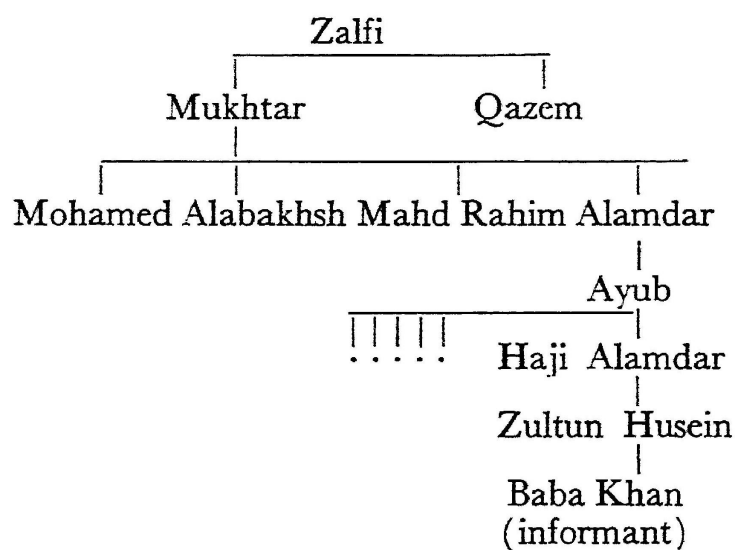 Zalfi
Mukhtar Qazem
Mohamed Alabakhsh Mahd Rahim Alamdar
Ayub
Haji Alamdar
Zultun Husein
Baba Khan
(informant)